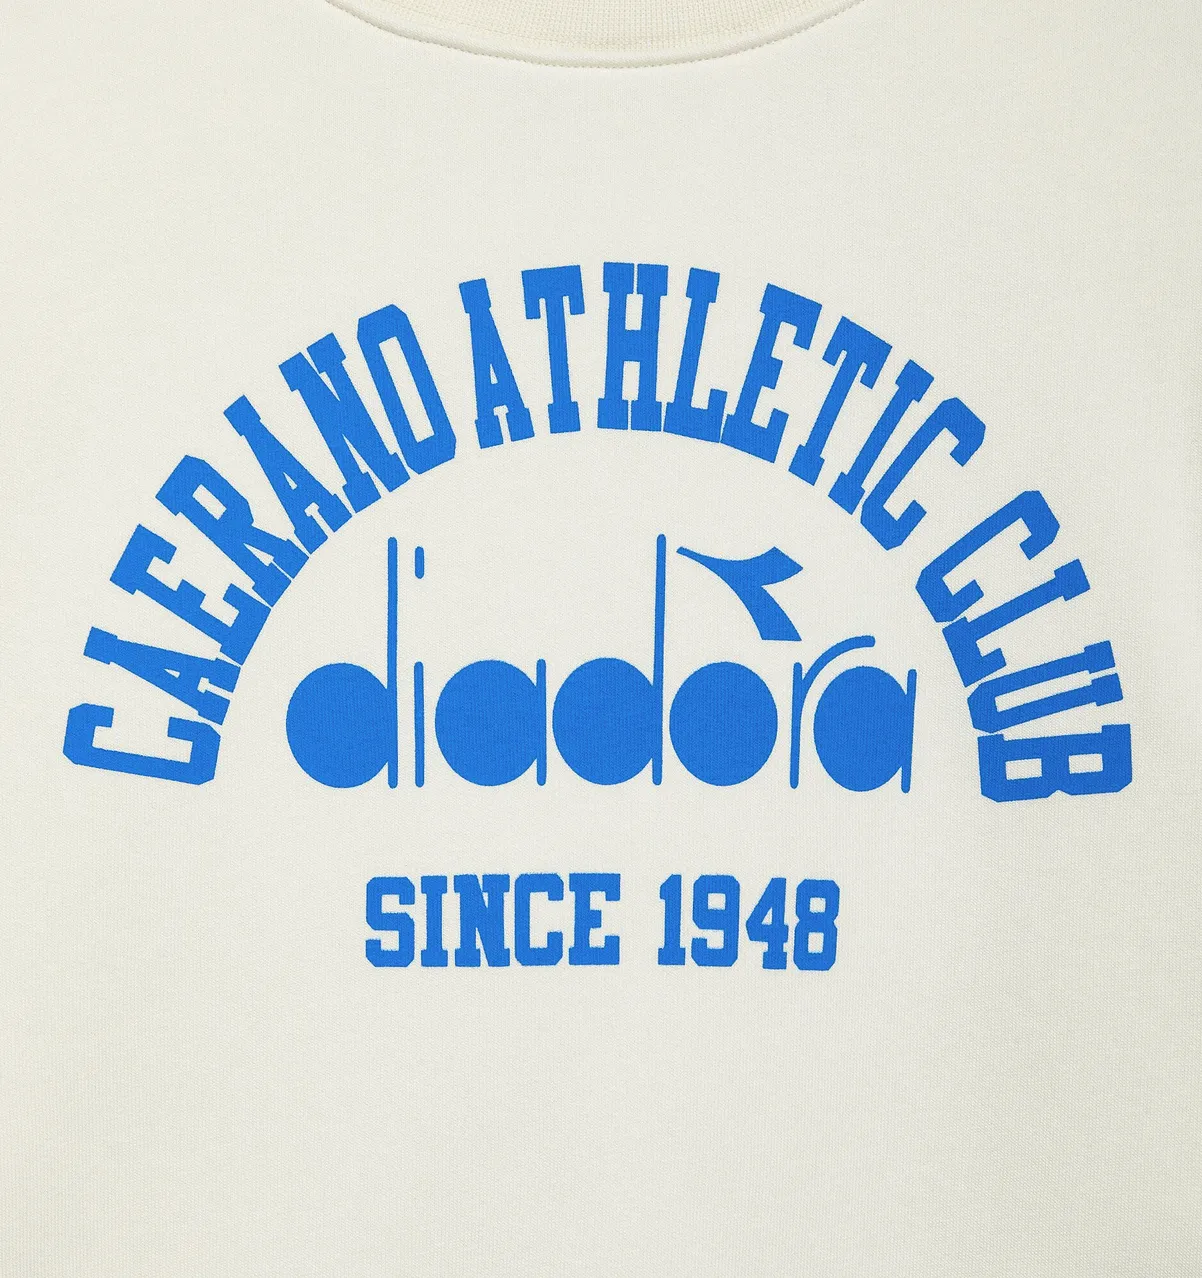 CAERANO ATHLETIC CLUB
diadora
SINCE 1948